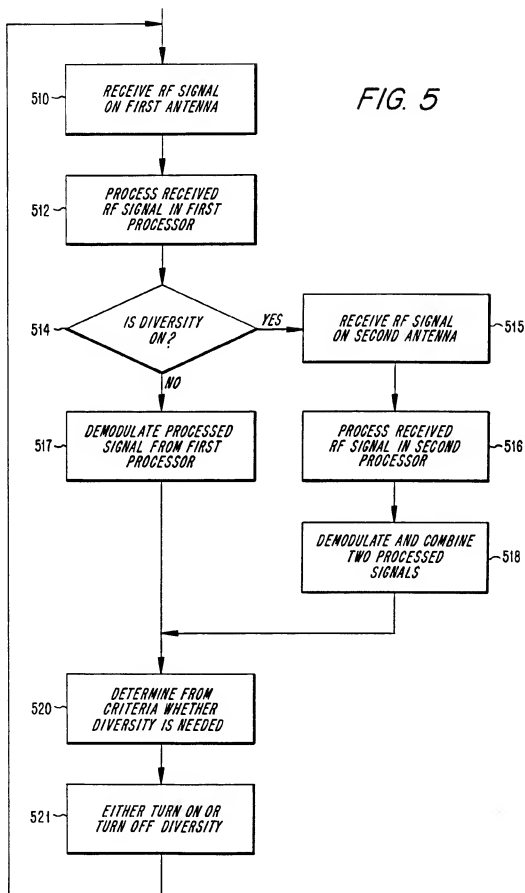 FIG. 5
510
RECEIVE RF SIGNAL
ON FIRST ANTENNA
512
PROCESS RECEIVED
RF SIGNAL IN FIRST
PROCESSOR
514
IS DIVERSITY
ON?
YES
NO
RECEIVE RF SIGNAL
ON SECOND ANTENNA
515
517
DEMODULATE PROCESSED
SIGNAL FROM FIRST
PROCESSOR
PROCESS RECEIVED
RF SIGNAL IN SECOND
PROCESSOR
516
DEMODULATE AND COMBINE
TWO PROCESSED
SIGNALS
518
520
DETERMINE FROM
CRITERIA WHETHER
DIVERSITY IS NEEDED
521
EITHER TURN ON OR
TURN OFF DIVERSITY